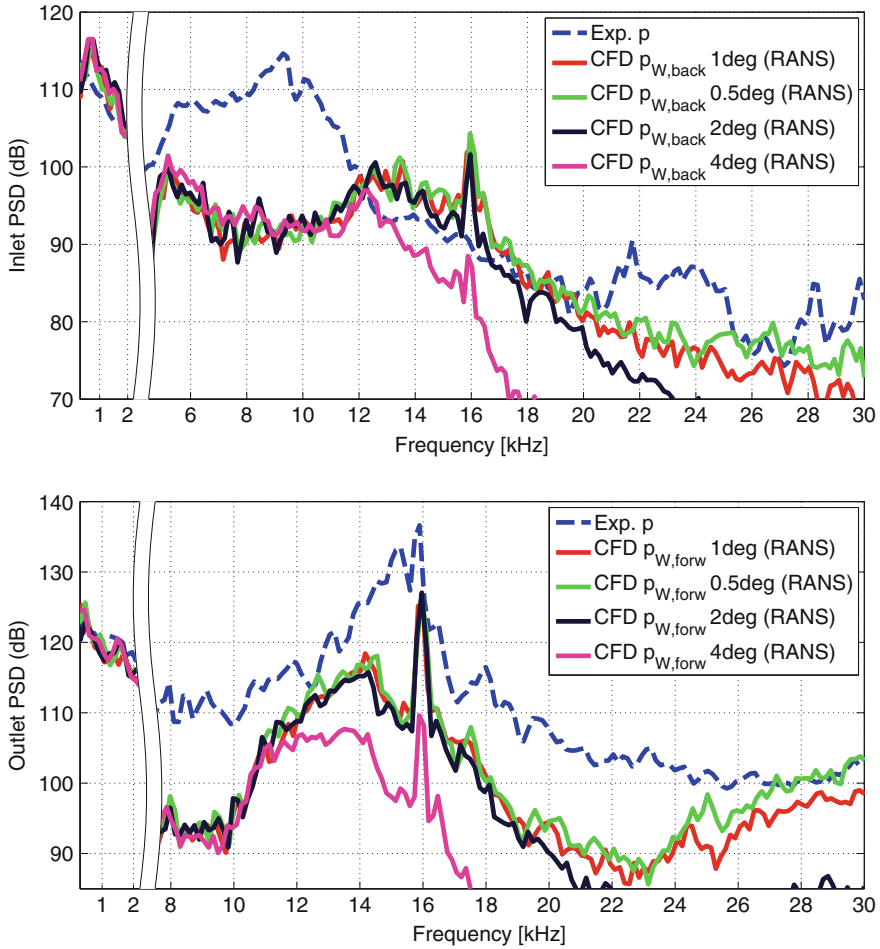 120
110
100
90
80
70
Inlet PSD (dB)
Exp. p
CFD p_W,back 1deg (RANS)
CFD p_W,back 0.5deg (RANS)
CFD p_W,back 2deg (RANS)
CFD p_W,back 4deg (RANS)
1 2 6 8 10 12 14 16 18 20 22 24 26 28 30
Frequency [kHz]
140
130
120
110
100
90
Outlet PSD (dB)
Exp. p
CFD p_W,forw 1deg (RANS)
CFD p_W,forw 0.5deg (RANS)
CFD p_W,forw 2deg (RANS)
CFD p_W,forw 4deg (RANS)
1 2 8 10 12 14 16 18 20 22 24 26 28 30
Frequency [kHz]